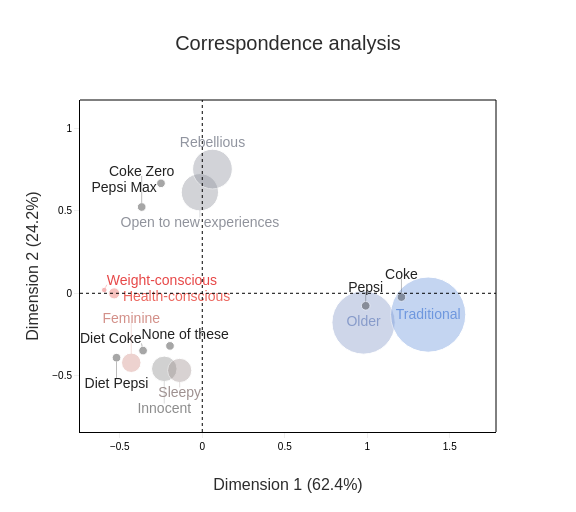 Correspondence analysis
Dimension 2 (24.2%)
1
0.5
0
−0.5
Rebellious
Coke Zero
Pepsi Max
Open to new experiences
Coke
Pepsi
Weight-conscious
Health-conscious
Older
Traditional
Feminine
Diet Coke
None of these
Diet Pepsi
Sleepy
Innocent
−0.5
0
0.5
1
1.5
Dimension 1 (62.4%)